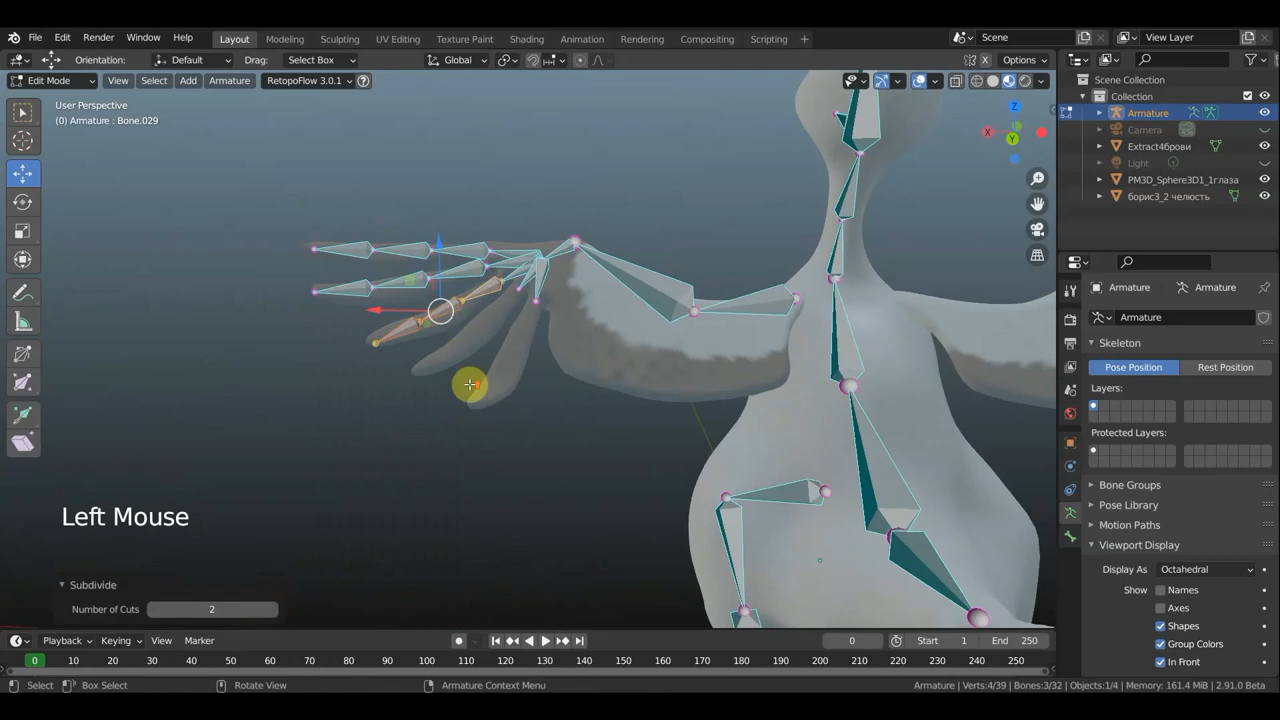 File Edit Render Window Help Layout Modeling Sculpting UV Editing Texture Paint Shading Animation Rendering Compositing Scripting + Scene View Layer
Orientation: Default Drag: Select Box Global Options
Edit Mode View Select Add Armature RetopoFlow 3.0.1 ?
User Perspective
(0) Armature : Bone.029
Z
X
Y
Scene Collection
Collection
Armature
Camera
Extract4брови
Light
PM3D_Sphere3D1_1глаза
борис3_2 челюсть
Armature Armature
Armature
Skeleton
Pose Position Rest Position
Layers:
Protected Layers:
Bone Groups
Pose Library
Motion Paths
Viewport Display
Display As Octahedral
Show Names
Axes
Shapes
Group Colors
In Front
Left Mouse
Subdivide
Number of Cuts 2
Playback Keying View Marker 0 Start 1 End 250
0 10 20 30 40 50 60 70 80 90 100 110 120 130 140 150 160 170 180 190 200 210 220 230 240 250
Select Box Select Rotate View Armature Context Menu Armature | Verts:4/39 | Bones:3/32 | Objects:1/4 | Memory: 161.4 MiB | 2.91.0 Beta